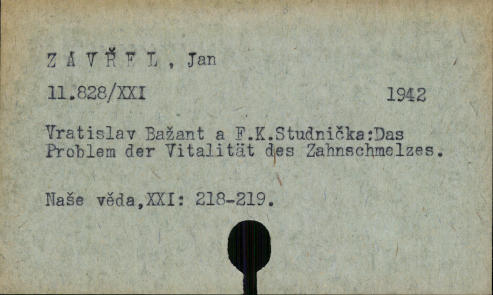 Z A V Ř E L , Jan
11.828/XXI 1942
Vratislav Bažant a F.K.Studnička:Das
Problem der Vitalität des Zahnschmelzes.
Naše věda,XXI: 218-219.